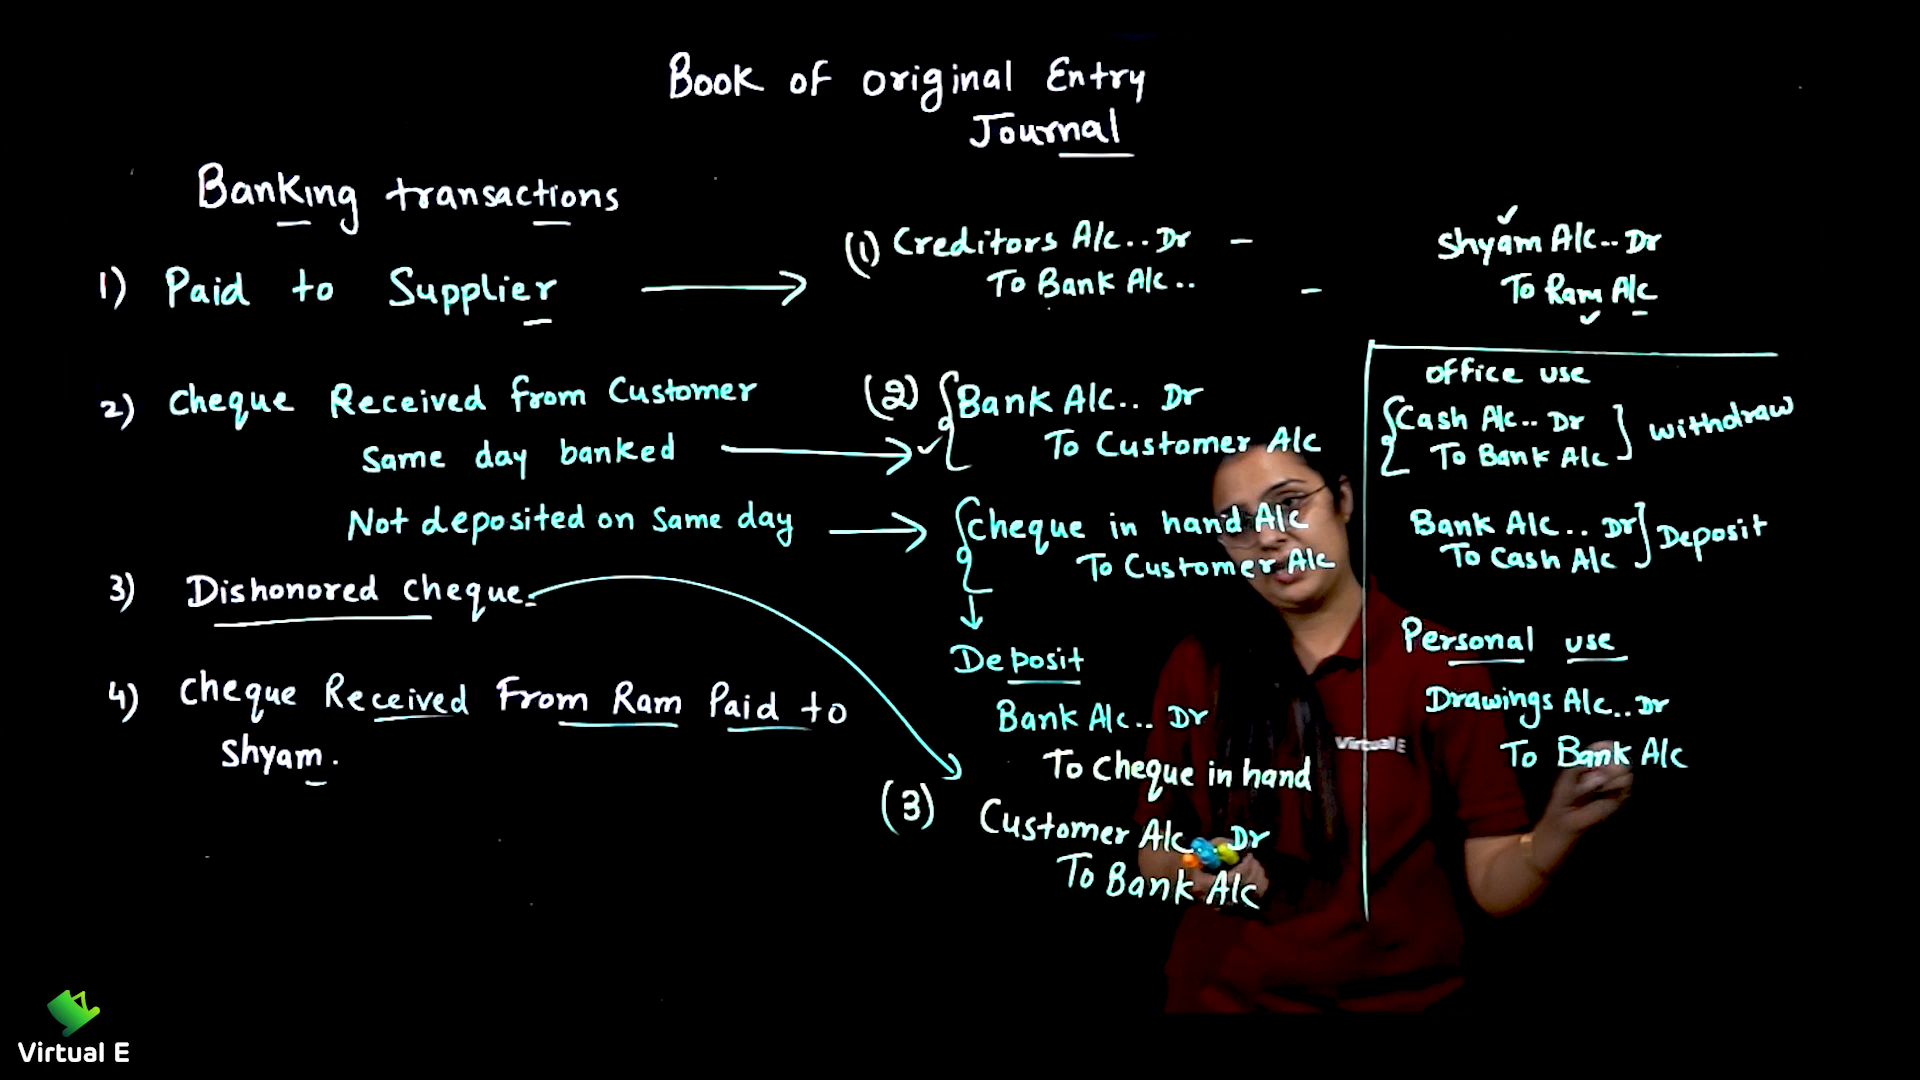 Book of original Entry
Journal
Banking transactions
1) Paid to Supplier
2) Cheque Received from Customer
Same day banked
Not deposited on Same day
3) Dishonored cheque
4) Cheque Received From Ram Paid to
Shyam.
(1) Creditors A/c.. Dr -
To Bank A/c.. -
(2) Bank A/c.. Dr
To Customer A/c
Cheque in hand A/c
To Customer A/c
Deposit
Bank A/c.. Dr
To Cheque in hand
(3) Customer A/c Dr
To Bank A/c
Shyam A/c.. Dr
To Ram A/c
office use
Cash A/c.. Dr
To Bank A/c
withdraw
Bank A/c.. Dr
To Cash A/c
Deposit
Personal use
Drawings A/c.. Dr
To Bank A/c
Virtual E
Virtual E